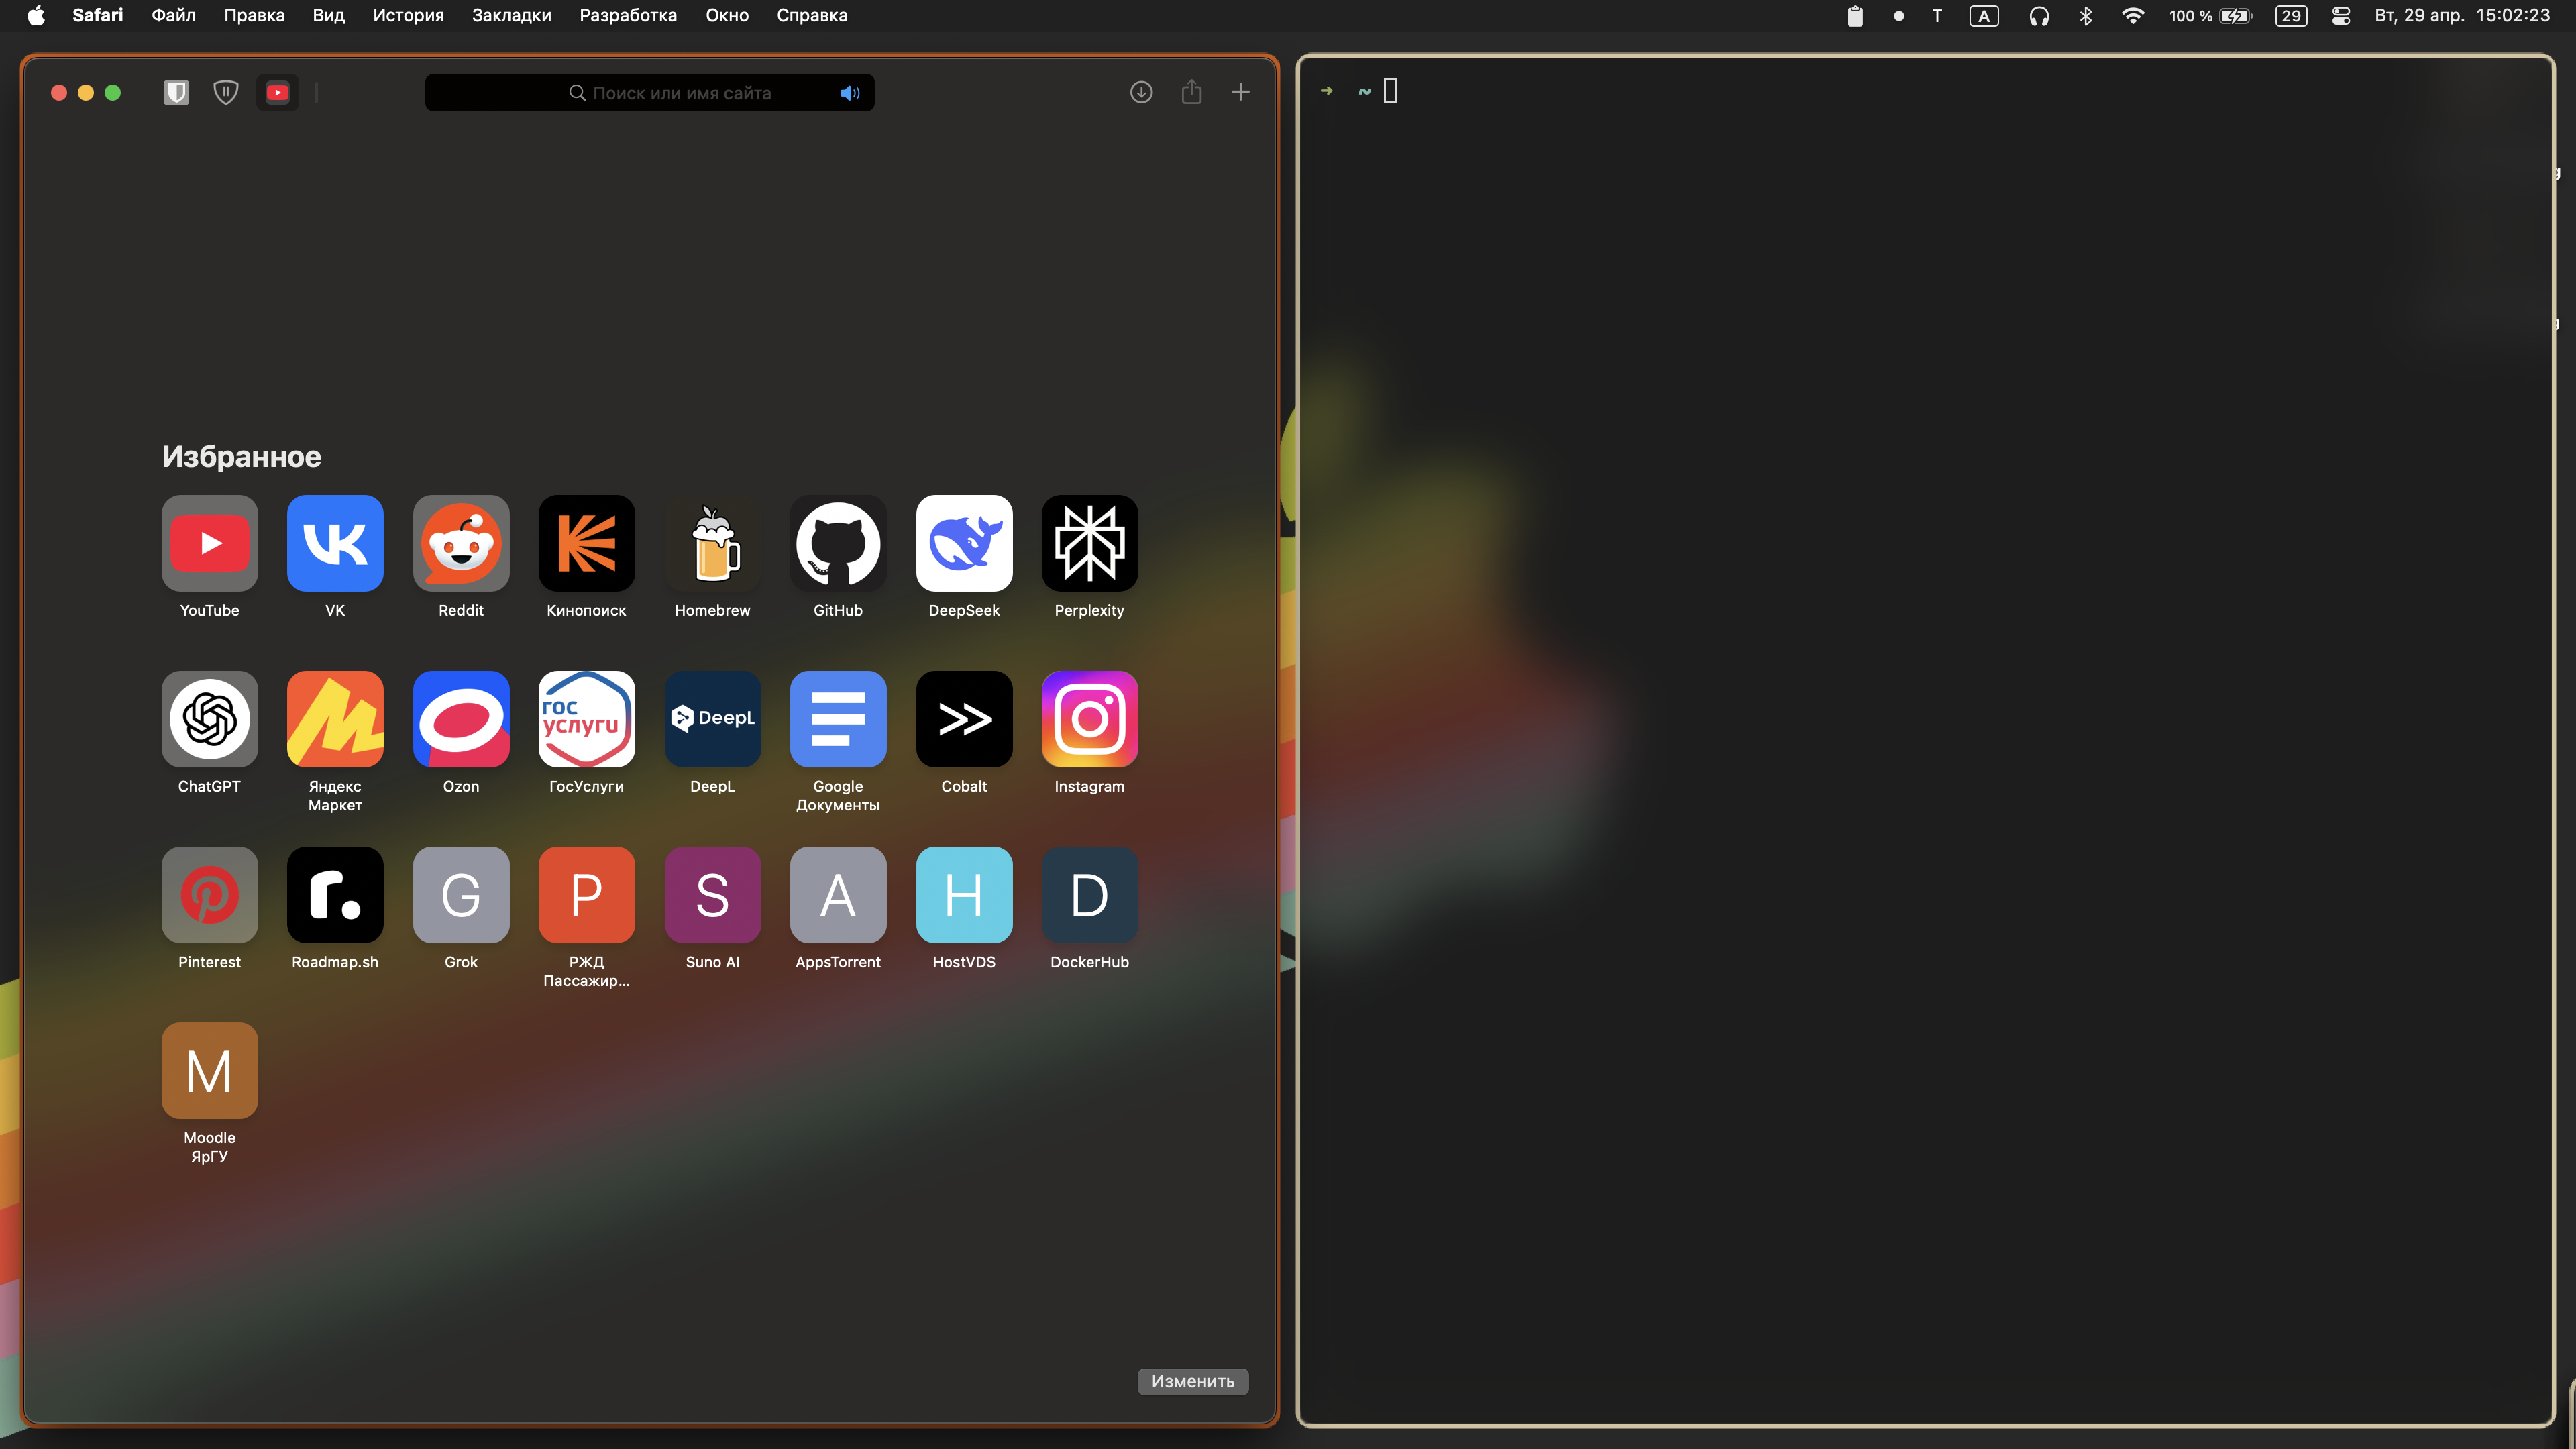 Safari Файл Правка Вид История Закладки Разработка Окно Справка
T A 100 % 29 Вт, 29 апр. 15:02:23
Поиск или имя сайта
➜ ~
Избранное
YouTube VK Reddit Кинопоиск Homebrew GitHub DeepSeek Perplexity
гос
услуги
DeepL
ChatGPT Яндекс Маркет Ozon ГосУслуги DeepL Google Документы Cobalt Instagram
r. G P S A H D
Pinterest Roadmap.sh Grok РЖД Пассажир... Suno AI AppsTorrent HostVDS DockerHub
M
Moodle
ЯрГУ
Изменить